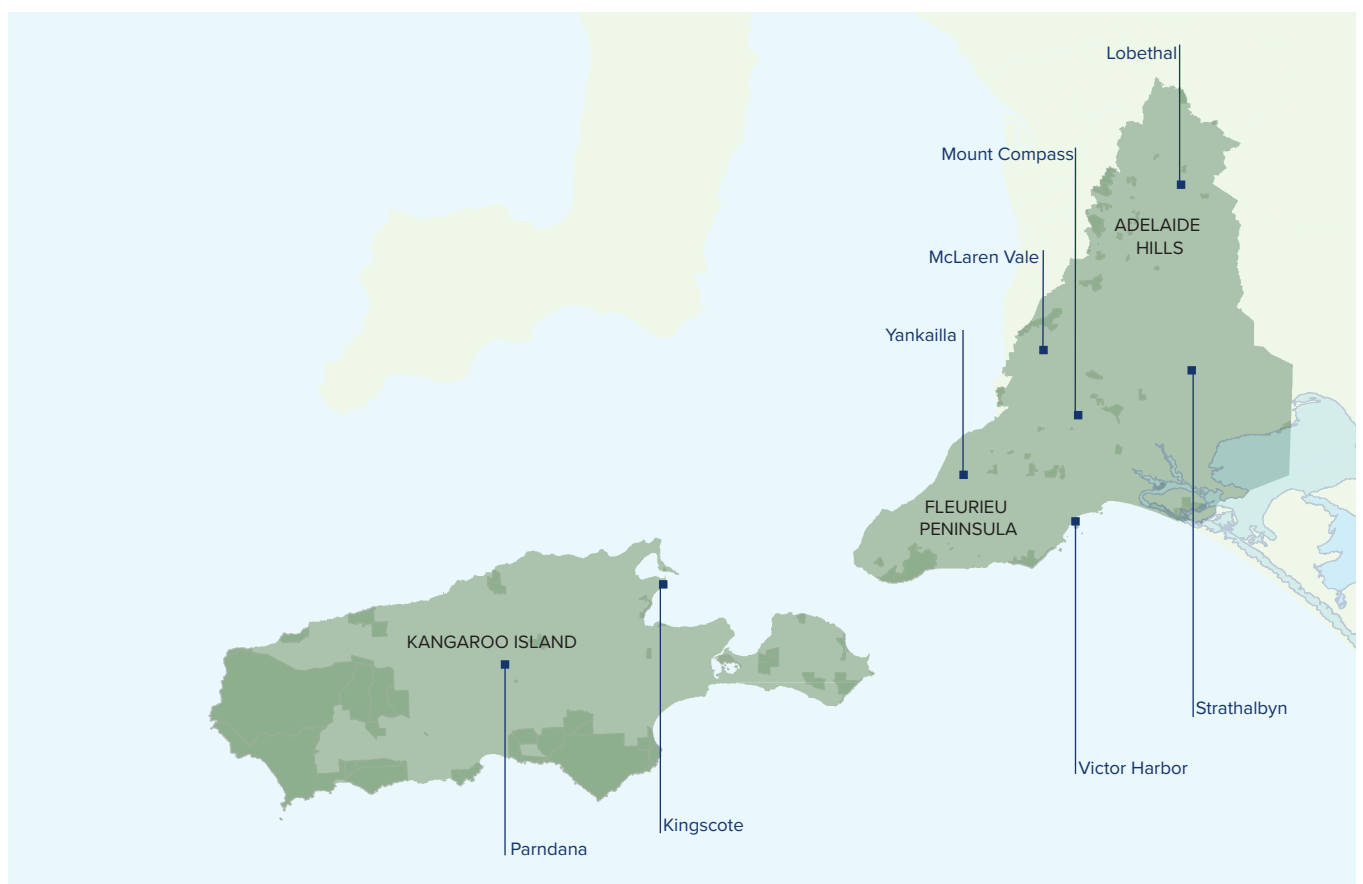 Lobethal
Mount Compass
ADELAIDE
HILLS
McLaren Vale
Yankailla
FLEURIEU
PENINSULA
KANGAROO ISLAND
Strathalbyn
Victor Harbor
Kingscote
Parndana